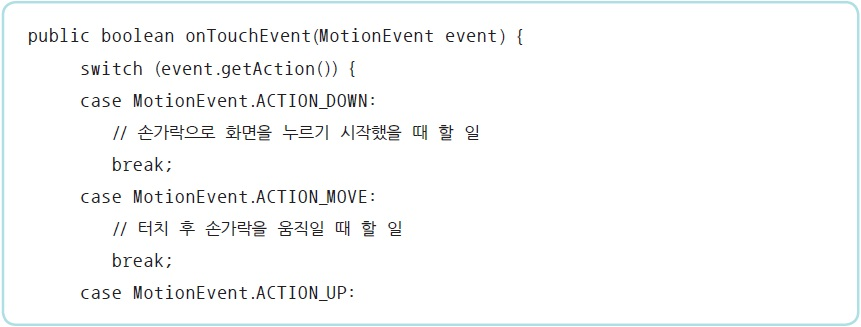 public boolean onTouchEvent(MotionEvent event) {
switch (event.getAction()) {
case MotionEvent.ACTION_DOWN:
// 손가락으로 화면을 누르기 시작했을 때 할 일
break;
case MotionEvent.ACTION_MOVE:
// 터치 후 손가락을 움직일 때 할 일
break;
case MotionEvent.ACTION_UP: